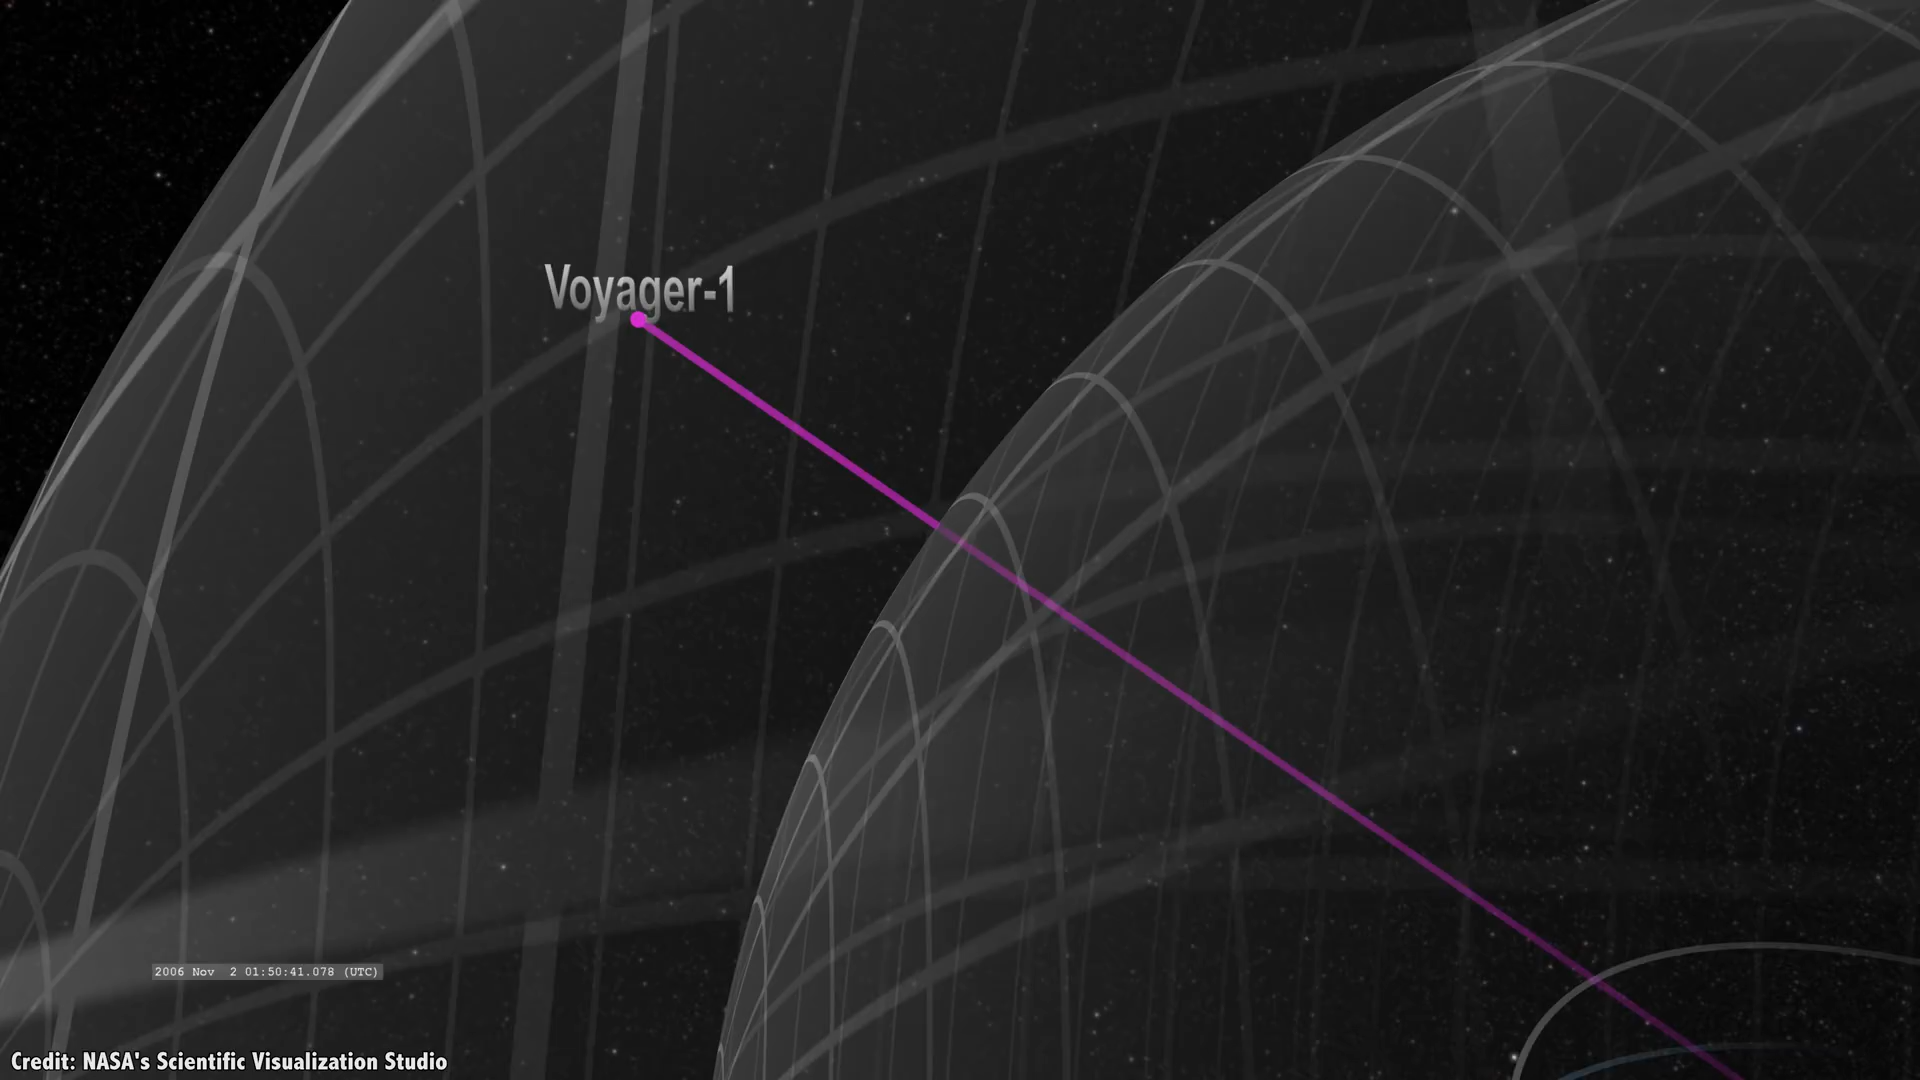 Voyager-1
2006 Nov  2 01:50:41.078 (UTC)
Credit: NASA's Scientific Visualization Studio